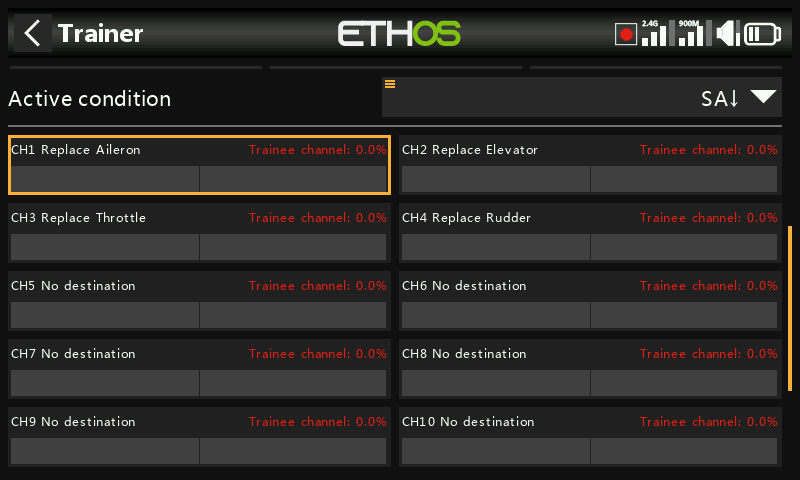 Trainer
ETHOS
2.4G
900M
Active condition
SA↓
CH1 Replace Aileron Trainee channel: 0.0%
CH2 Replace Elevator Trainee channel: 0.0%
CH3 Replace Throttle Trainee channel: 0.0%
CH4 Replace Rudder Trainee channel: 0.0%
CH5 No destination Trainee channel: 0.0%
CH6 No destination Trainee channel: 0.0%
CH7 No destination Trainee channel: 0.0%
CH8 No destination Trainee channel: 0.0%
CH9 No destination Trainee channel: 0.0%
CH10 No destination Trainee channel: 0.0%